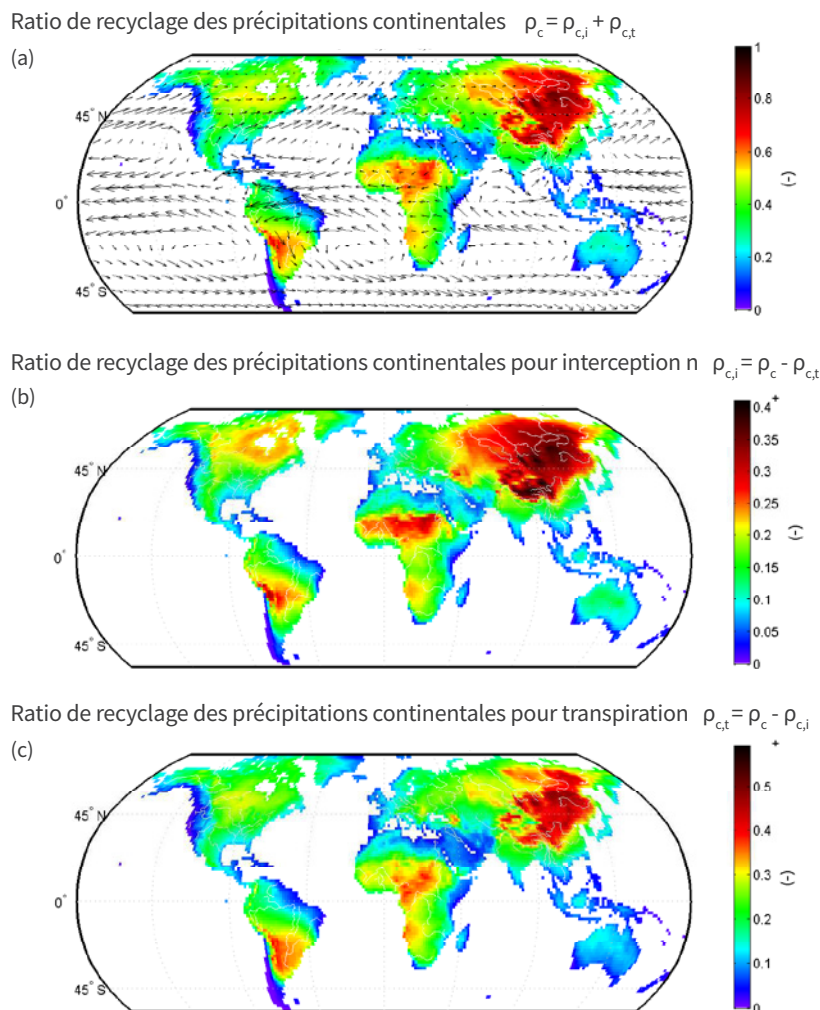 Ratio de recyclage des précipitations continentales ρc = ρc,i + ρc,t
(a)
45° N
0°
45° S
1
0.8
0.6
0.4
0.2
0
(-)
Ratio de recyclage des précipitations continentales pour interception n ρc,i = ρc - ρc,t
(b)
45° N
0°
45° S
0.4+
0.35
0.3
0.25
0.2
0.15
0.1
0.05
0
(-)
Ratio de recyclage des précipitations continentales pour transpiration ρc,t = ρc - ρc,i
(c)
45° N
0°
45° S
+
0.5
0.4
0.3
0.2
0.1
0
(-)